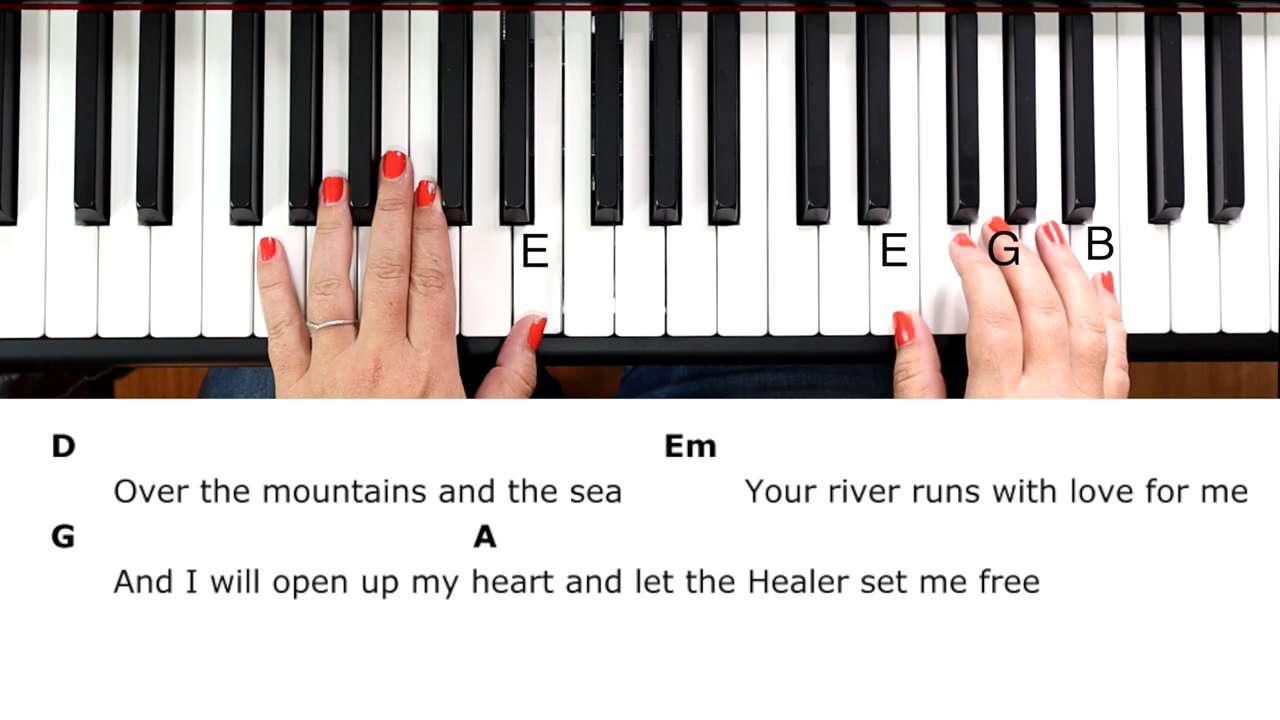 E E G B
D Em
Over the mountains and the sea Your river runs with love for me
G A
And I will open up my heart and let the Healer set me free